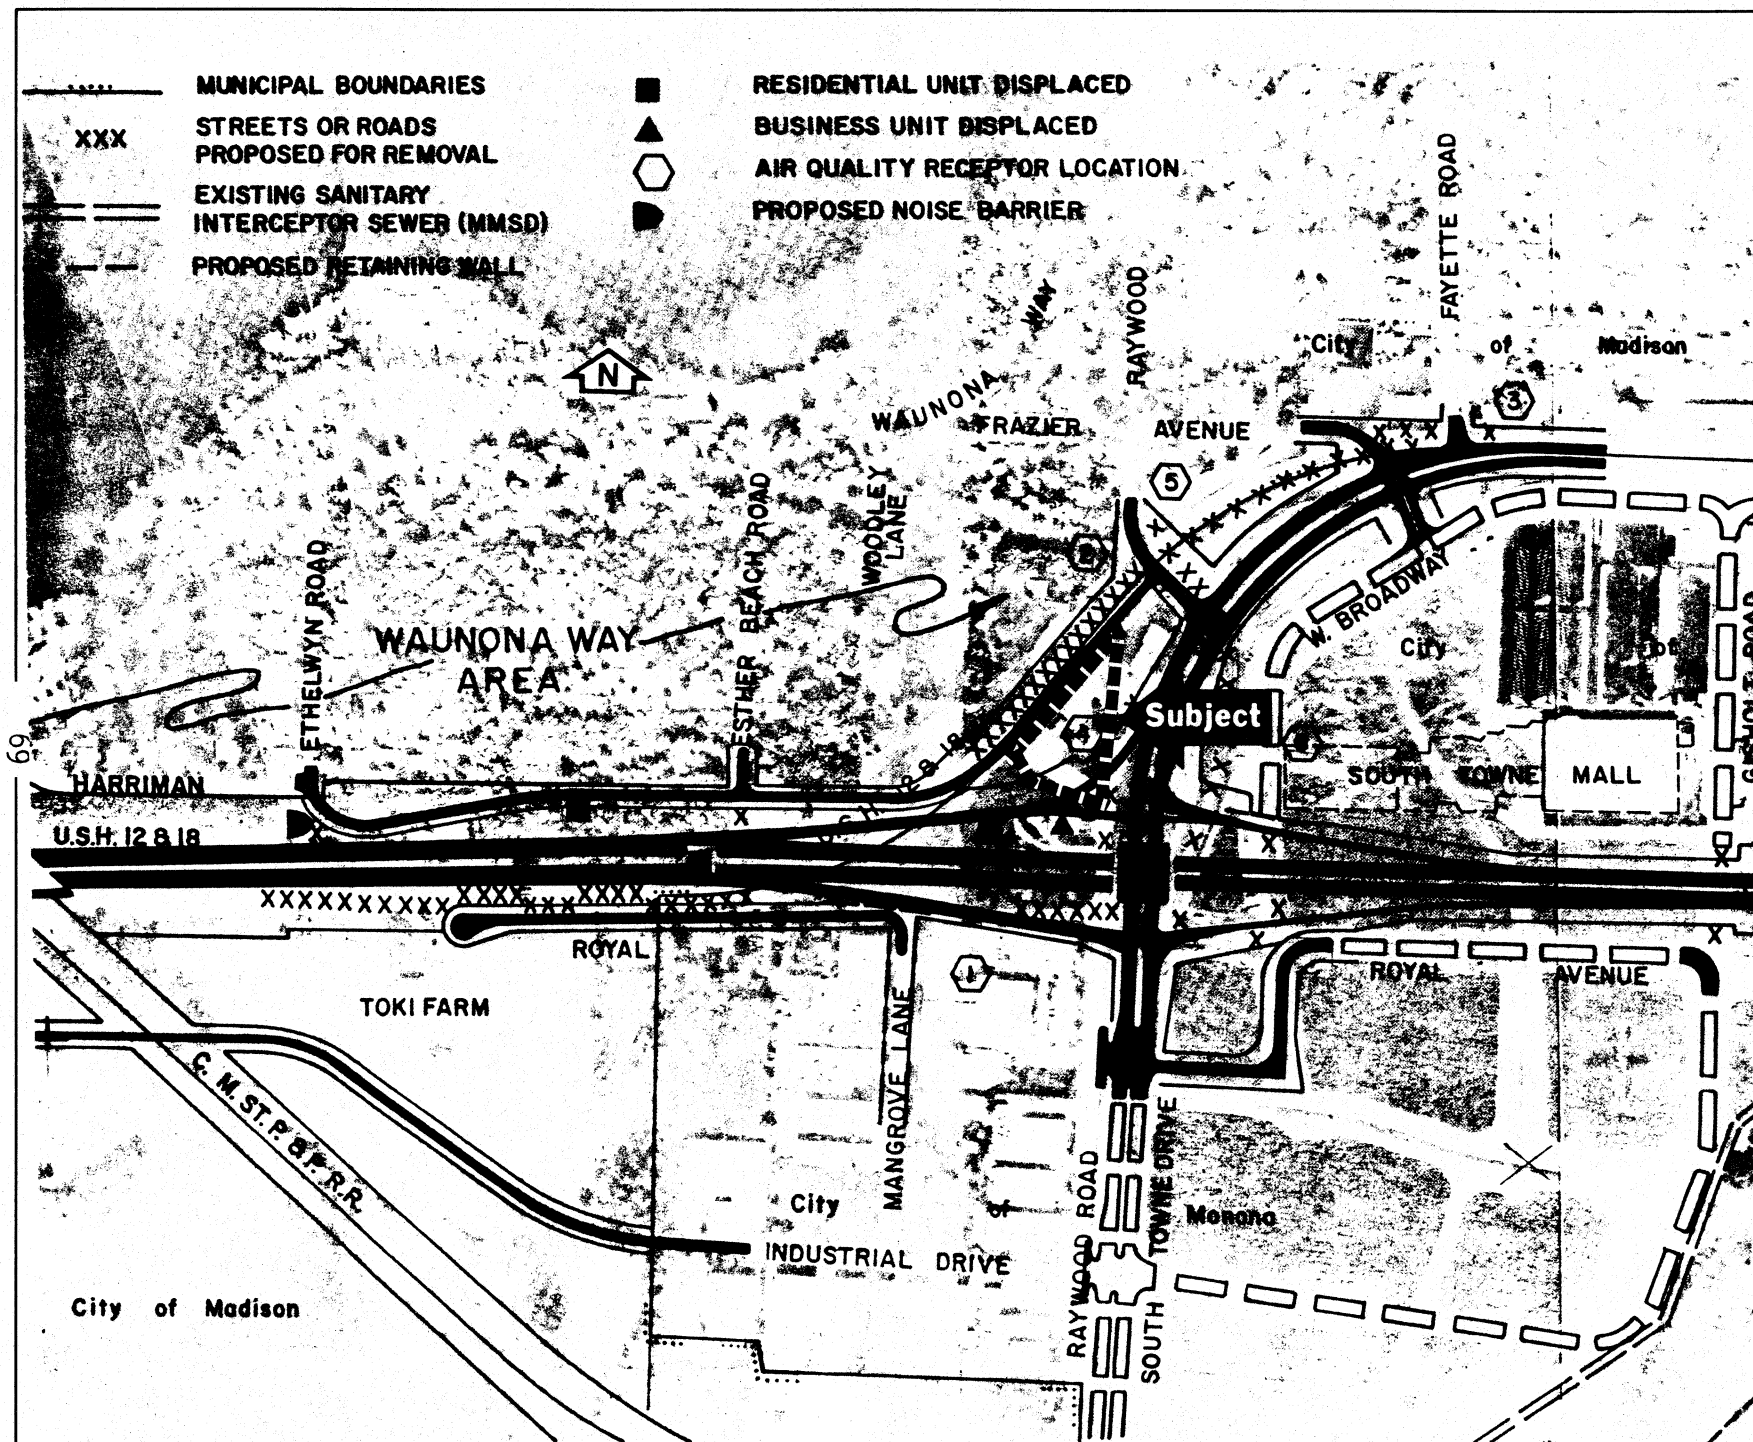 MUNICIPAL BOUNDARIES
XXX
STREETS OR ROADS
PROPOSED FOR REMOVAL
EXISTING SANITARY
INTERCEPTOR SEWER (MMSD)
PROPOSED RETAINING WALL
RESIDENTIAL UNIT DISPLACED
BUSINESS UNIT DISPLACED
AIR QUALITY RECEPTOR LOCATION
PROPOSED NOISE BARRIER
N
FAYETTE ROAD
RAYWOOD
WAUNONA WAY
City of Madison
3
FRAZIER AVENUE
5
WOODLEY
LANE
ESTHER BEACH ROAD
ETHELWYN ROAD
W. BROADWAY
WAUNONA WAY
AREA
City of
Subject
4
SOUTH TOWNE MALL
69
HARRIMAN
U.S.H. 12 & 18
ROYAL
ROYAL AVENUE
1
TOKI FARM
MANGROVE LANE
C. M. ST. P. & P. R.R.
RAYWOOD ROAD
SOUTH TOWNE DRIVE
City of Monona
INDUSTRIAL DRIVE
City of Madison